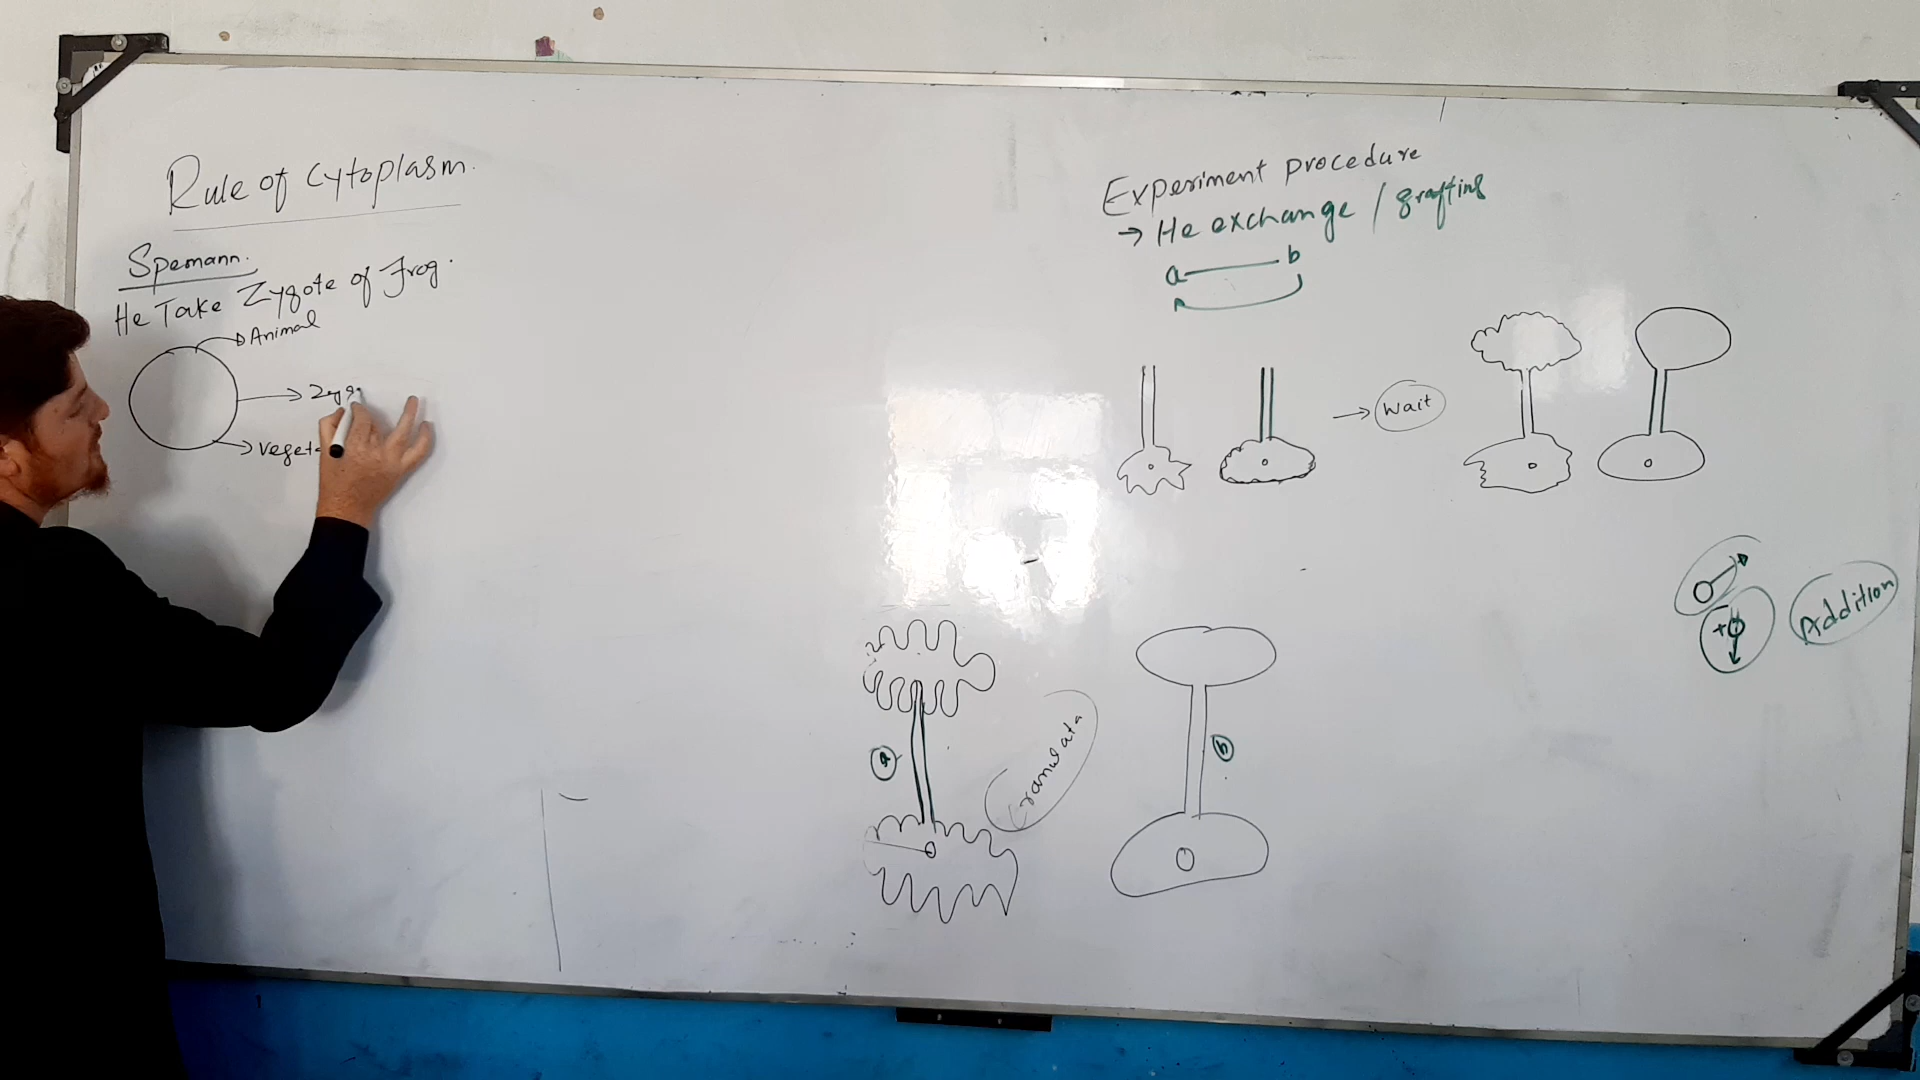 Rule of cytoplasm.
Spemann.
He Take Zygote of Frog.
Animal
Zyg
Veget
Experiment procedure
→ He exchange / grafting
a b
Wait
Addition
+
a
b